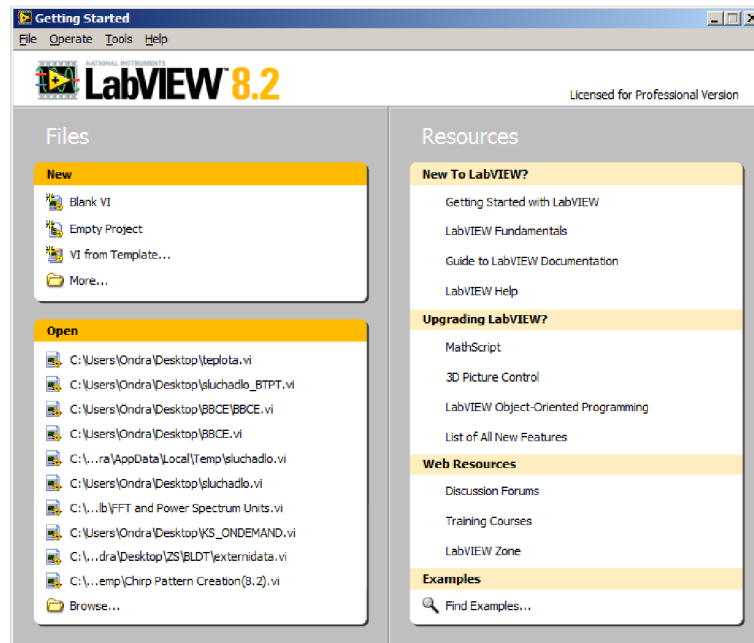 Getting Started
File Operate Tools Help
NATIONAL INSTRUMENTS
LabVIEW™ 8.2
Licensed for Professional Version
Files
New
Blank VI
Empty Project
VI from Template...
More...
Open
C:\Users\Ondra\Desktop\teplota.vi
C:\Users\Ondra\Desktop\sluchadlo_BTPT.vi
C:\Users\Ondra\Desktop\BBCE\BBCE.vi
C:\Users\Ondra\Desktop\BBCE.vi
C:\...ra\AppData\Local\Temp\sluchadlo.vi
C:\Users\Ondra\Desktop\sluchadlo.vi
C:\...lb\FFT and Power Spectrum Units.vi
C:\Users\Ondra\Desktop\KS_ONDEMAND.vi
C:\...dra\Desktop\ZS\BLDT\externidata.vi
C:\...emp\Chirp Pattern Creation(8.2).vi
Browse...
Resources
New To LabVIEW?
Getting Started with LabVIEW
LabVIEW Fundamentals
Guide to LabVIEW Documentation
LabVIEW Help
Upgrading LabVIEW?
MathScript
3D Picture Control
LabVIEW Object-Oriented Programming
List of All New Features
Web Resources
Discussion Forums
Training Courses
LabVIEW Zone
Examples
Find Examples...